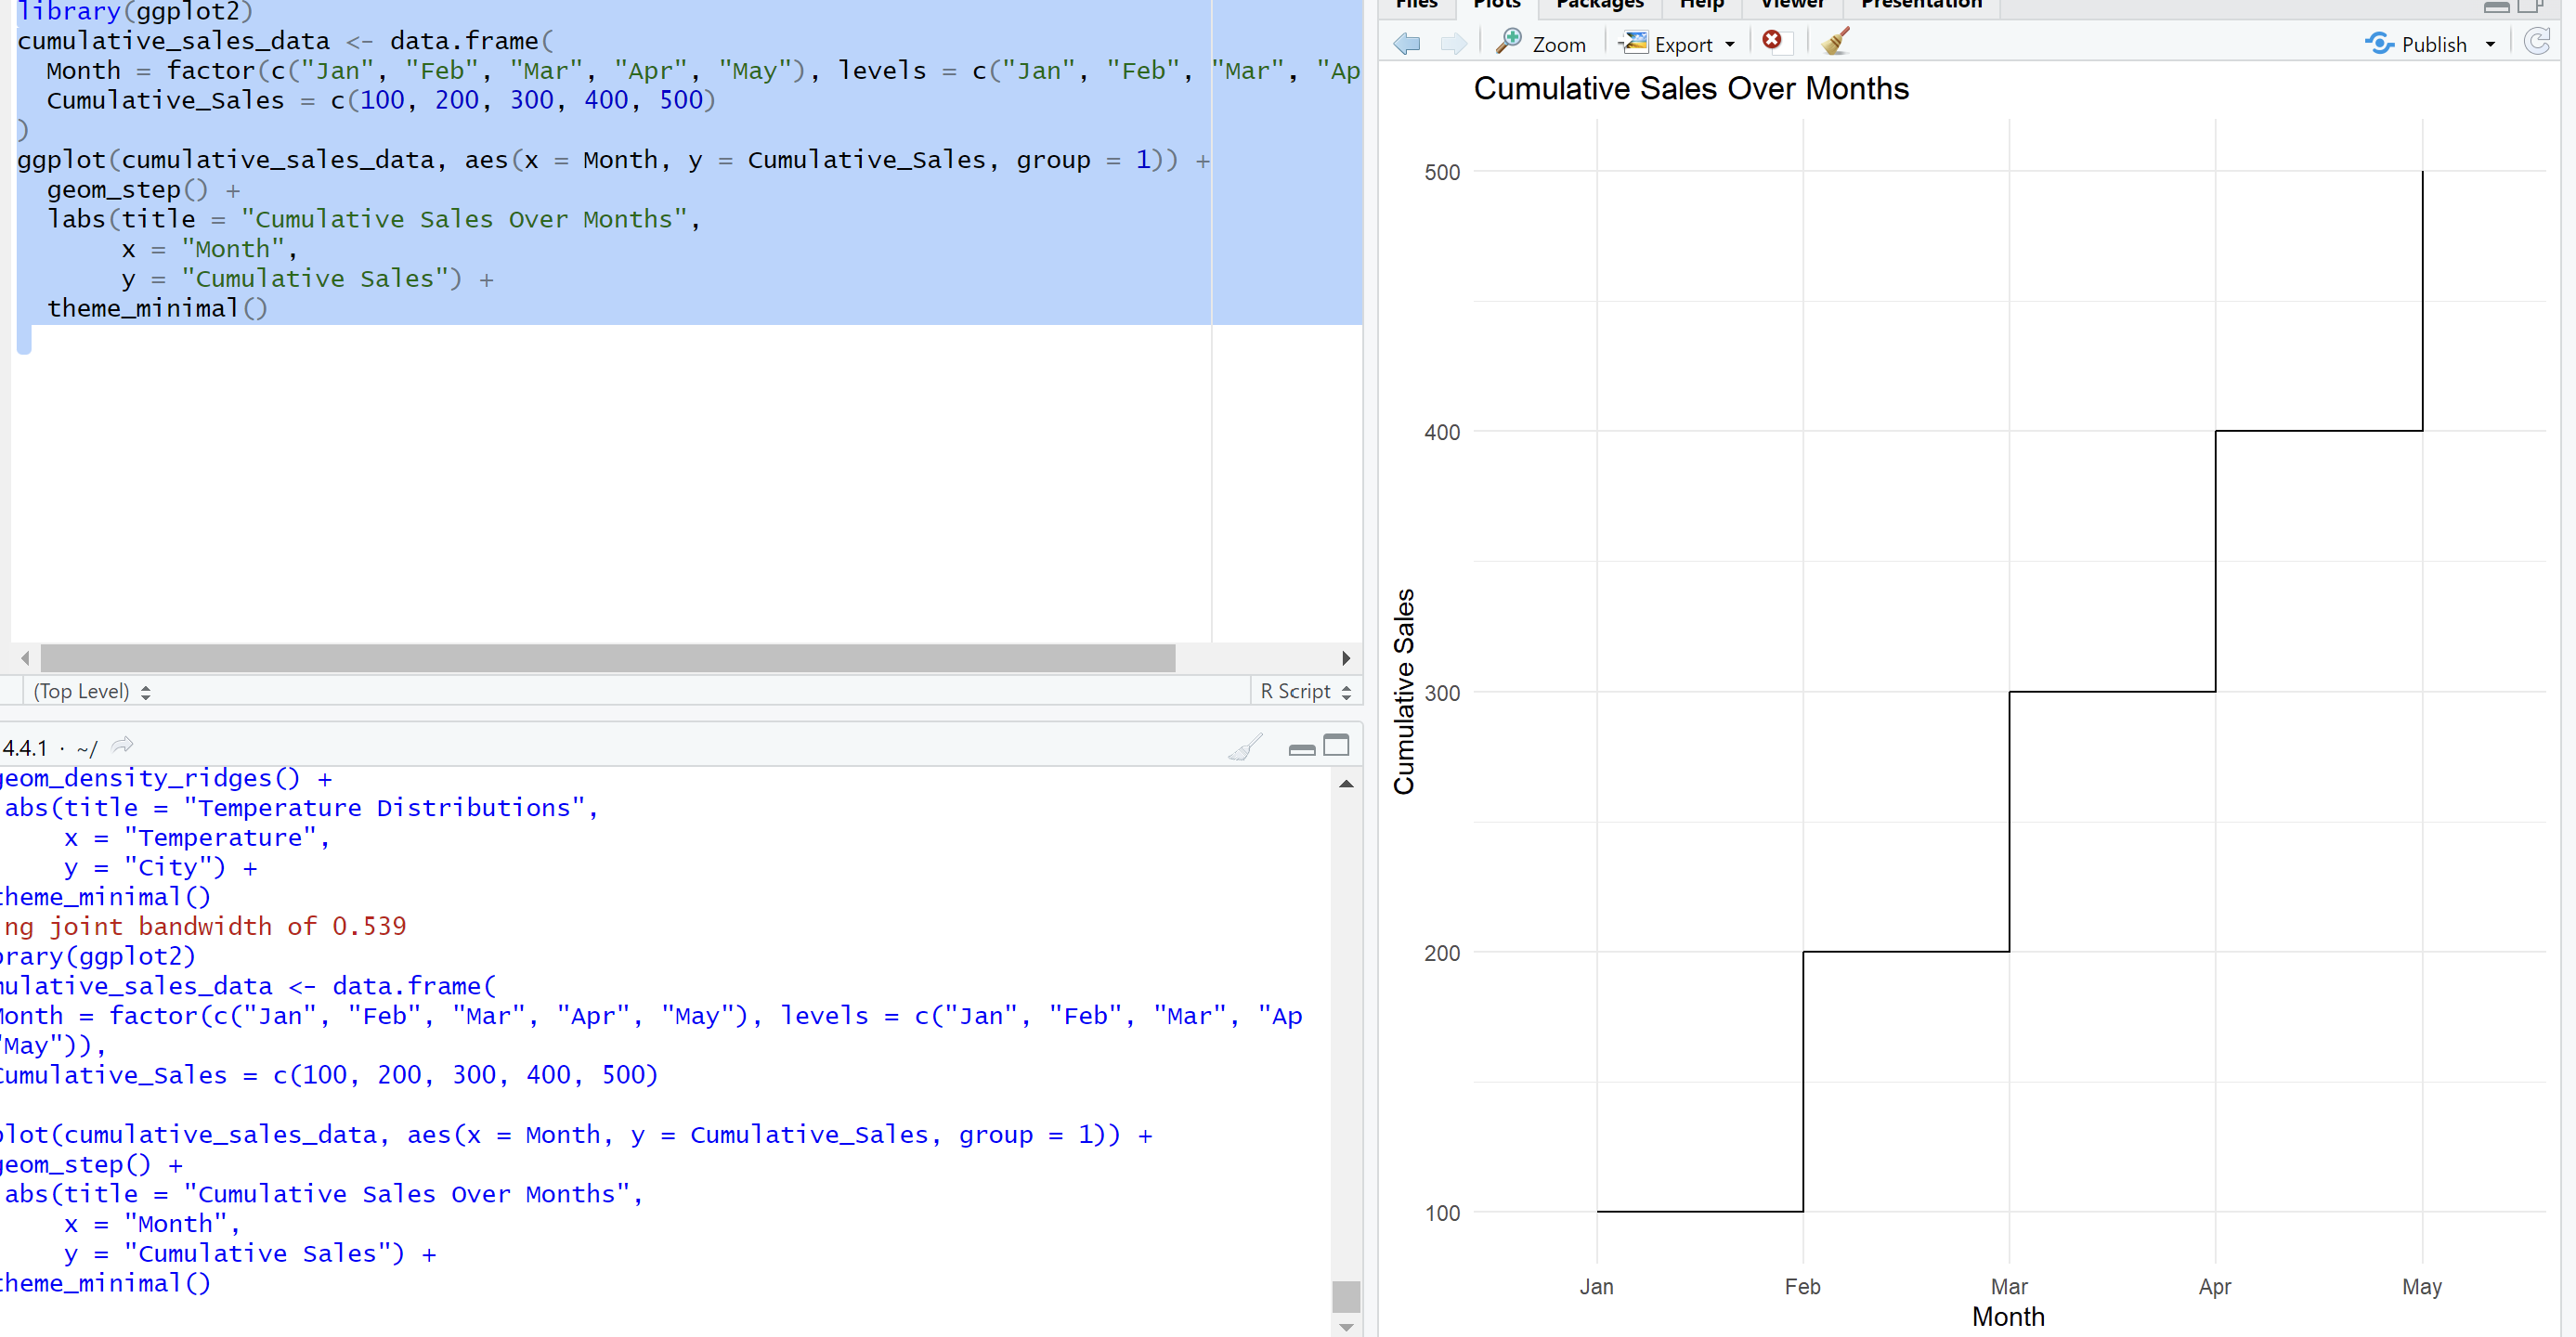 library(ggplot2)
cumulative_sales_data <- data.frame(
  Month = factor(c("Jan", "Feb", "Mar", "Apr", "May"), levels = c("Jan", "Feb", "Mar", "Ap
  Cumulative_Sales = c(100, 200, 300, 400, 500)
)
ggplot(cumulative_sales_data, aes(x = Month, y = Cumulative_Sales, group = 1)) +
  geom_step() +
  labs(title = "Cumulative Sales Over Months",
       x = "Month",
       y = "Cumulative Sales") +
  theme_minimal()
(Top Level)
R Script
4.4.1 · ~/
geom_density_ridges() +
abs(title = "Temperature Distributions",
    x = "Temperature",
    y = "City") +
theme_minimal()
ng joint bandwidth of 0.539
brary(ggplot2)
mulative_sales_data <- data.frame(
Month = factor(c("Jan", "Feb", "Mar", "Apr", "May"), levels = c("Jan", "Feb", "Mar", "Ap
"May")),
Cumulative_Sales = c(100, 200, 300, 400, 500)
plot(cumulative_sales_data, aes(x = Month, y = Cumulative_Sales, group = 1)) +
geom_step() +
abs(title = "Cumulative Sales Over Months",
    x = "Month",
    y = "Cumulative Sales") +
theme_minimal()
Files Plots Packages Help Viewer Presentation
Zoom Export Publish
Cumulative Sales Over Months
Cumulative Sales
500
400
300
200
100
Jan Feb Mar Apr May
Month